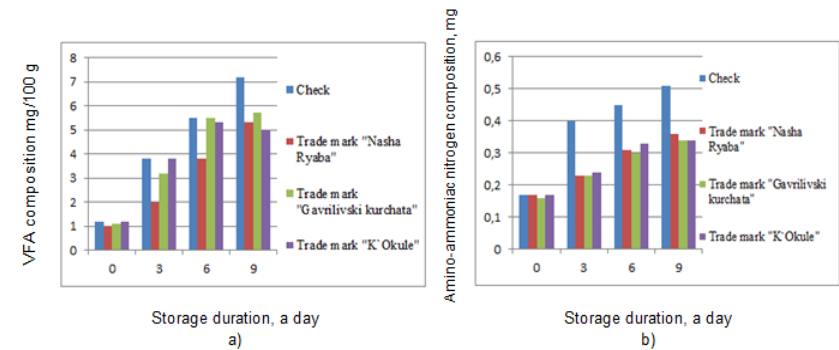 VFA composition mg/100 g
8
7
6
5
4
3
2
1
0
0 3 6 9
Check
Trade mark "Nasha
Ryaba"
Trade mark
"Gavrilivski kurchata"
Trade mark "K`Okule"
Storage duration, a day
a)
Amino-ammoniac nitrogen composition, mg
0,6
0,5
0,4
0,3
0,2
0,1
0
0 3 6 9
Check
Trade mark "Nasha
Ryaba"
Trade mark "Gavrilivski
kurchata"
Trade mark "K`Okule"
Storage duration, a day
b)